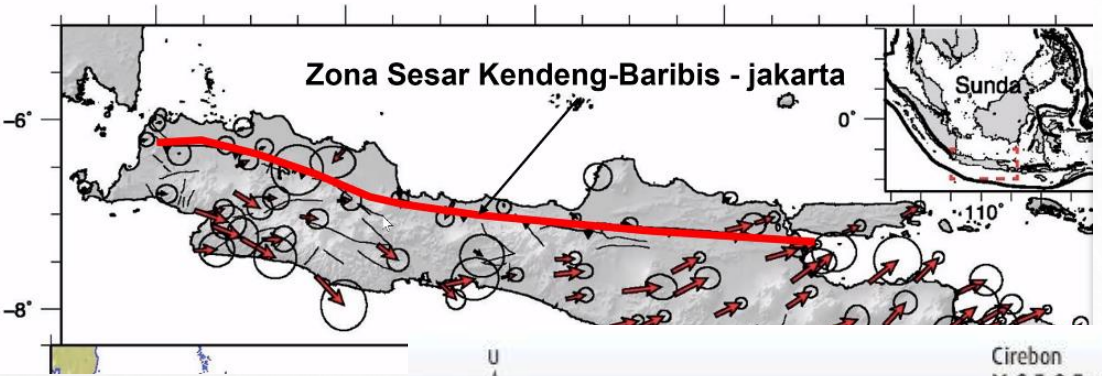 Zona Sesar Kendeng-Baribis - jakarta
Sunda
-6°
0°
110°
-8°
U
Cirebon